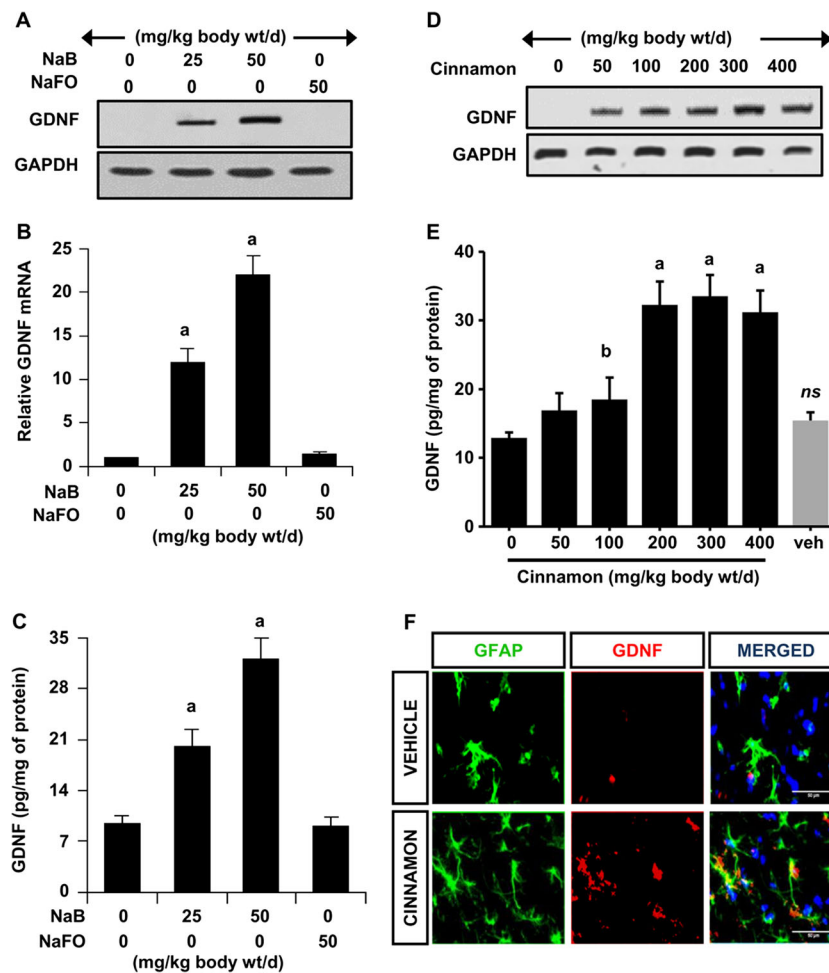 A
(mg/kg body wt/d)
NaB 0 25 50 0
NaFO 0 0 0 50
GDNF
GAPDH
B
Relative GDNF mRNA
25
20
15
10
5
0
a
a
NaB 0 25 50 0
NaFO 0 0 0 50
(mg/kg body wt/d)
C
GDNF (pg/mg of protein)
35
28
21
14
7
0
a
a
NaB 0 25 50 0
NaFO 0 0 0 50
(mg/kg body wt/d)
D
(mg/kg body wt/d)
Cinnamon 0 50 100 200 300 400
GDNF
GAPDH
E
GDNF (pg/mg of protein)
40
30
20
10
0
b
a
a
a
ns
0 50 100 200 300 400 veh
Cinnamon (mg/kg body wt/d)
F
GFAP GDNF MERGED
VEHICLE
50 µm
CINNAMON
50 µm